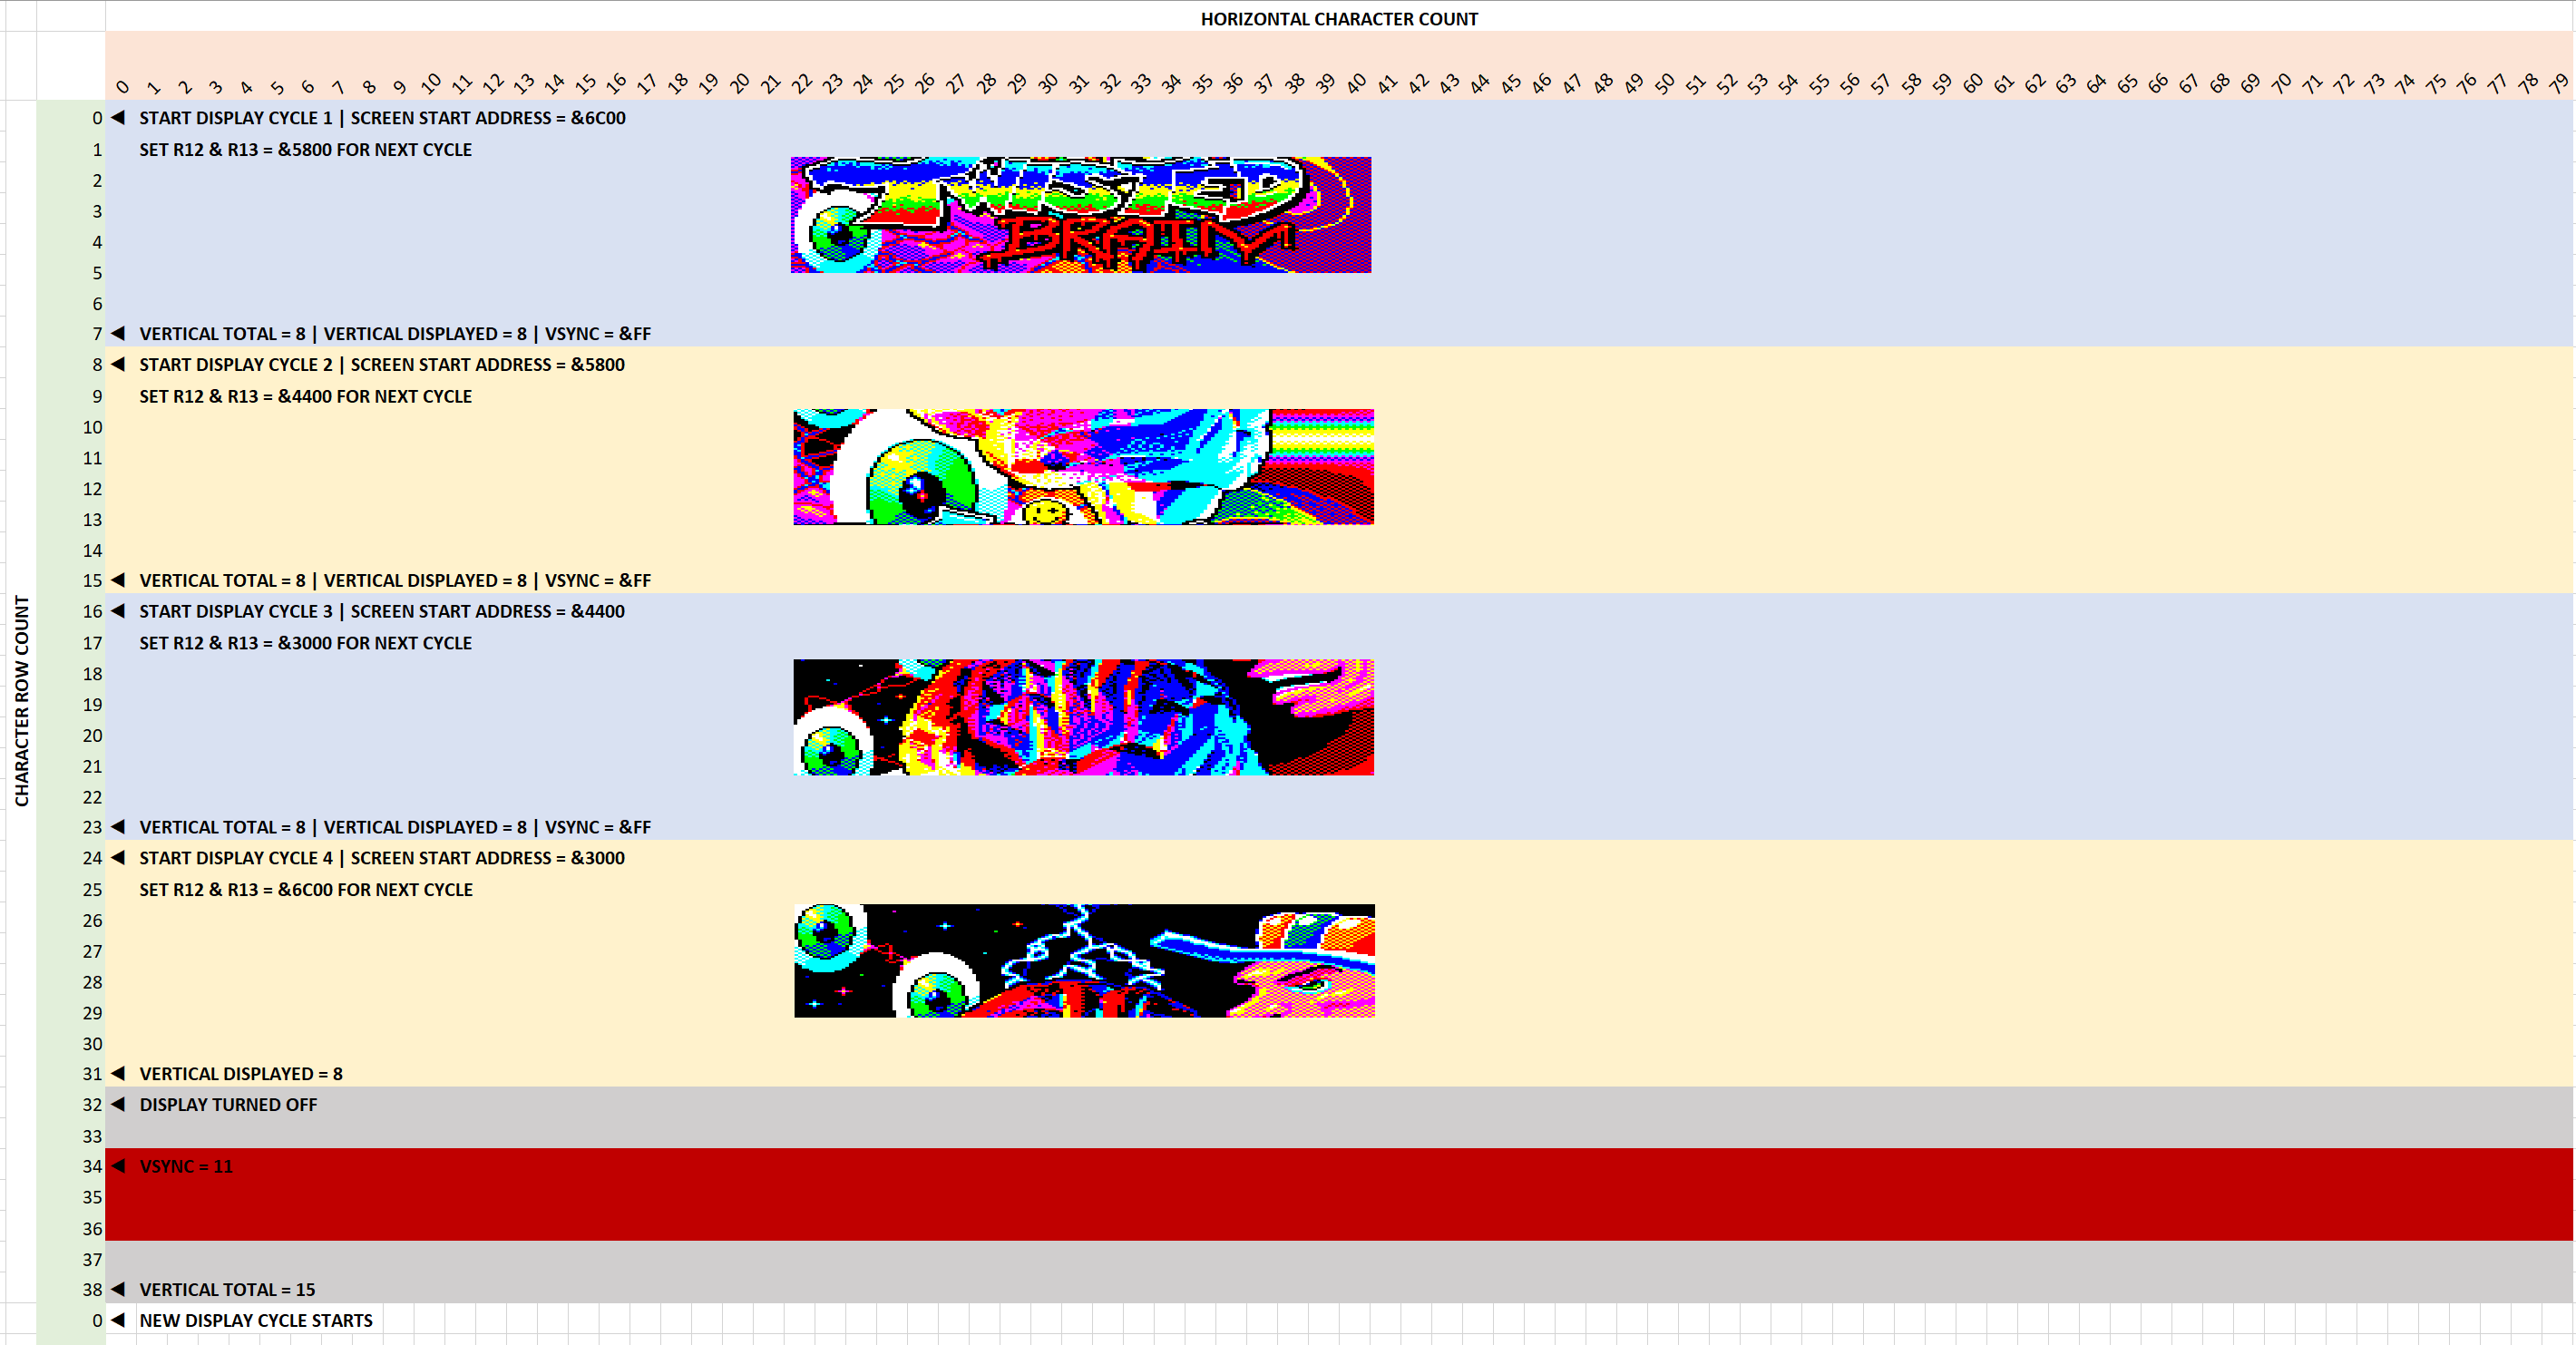 HORIZONTAL CHARACTER COUNT
0 1 2 3 4 5 6 7 8 9 10 11 12 13 14 15 16 17 18 19 20 21 22 23 24 25 26 27 28 29 30 31 32 33 34 35 36 37 38 39 40 41 42 43 44 45 46 47 48 49 50 51 52 53 54 55 56 57 58 59 60 61 62 63 64 65 66 67 68 69 70 71 72 73 74 75 76 77 78 79
CHARACTER ROW COUNT
0 ◄ START DISPLAY CYCLE 1 | SCREEN START ADDRESS = &6C00
1 SET R12 & R13 = &5800 FOR NEXT CYCLE
2
3
4 BRAIN
5
6
7 ◄ VERTICAL TOTAL = 8 | VERTICAL DISPLAYED = 8 | VSYNC = &FF
8 ◄ START DISPLAY CYCLE 2 | SCREEN START ADDRESS = &5800
9 SET R12 & R13 = &4400 FOR NEXT CYCLE
10
11
12
13
14
15 ◄ VERTICAL TOTAL = 8 | VERTICAL DISPLAYED = 8 | VSYNC = &FF
16 ◄ START DISPLAY CYCLE 3 | SCREEN START ADDRESS = &4400
17 SET R12 & R13 = &3000 FOR NEXT CYCLE
18
19
20
21
22
23 ◄ VERTICAL TOTAL = 8 | VERTICAL DISPLAYED = 8 | VSYNC = &FF
24 ◄ START DISPLAY CYCLE 4 | SCREEN START ADDRESS = &3000
25 SET R12 & R13 = &6C00 FOR NEXT CYCLE
26
27
28
29
30
31 ◄ VERTICAL DISPLAYED = 8
32 ◄ DISPLAY TURNED OFF
33
34 ◄ VSYNC = 11
35
36
37
38 ◄ VERTICAL TOTAL = 15
0 ◄ NEW DISPLAY CYCLE STARTS